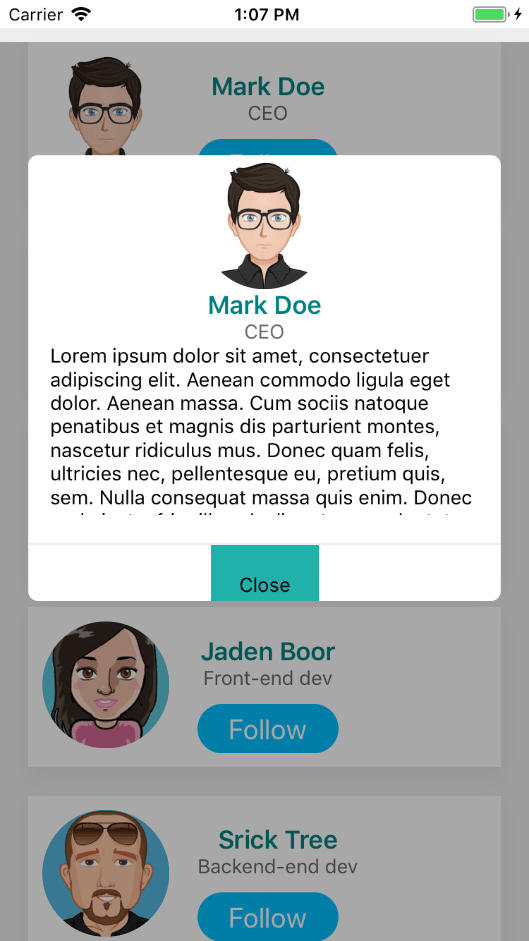 Carrier 1:07 PM
Mark Doe
CEO
Mark Doe
CEO
Lorem ipsum dolor sit amet, consectetuer
adipiscing elit. Aenean commodo ligula eget
dolor. Aenean massa. Cum sociis natoque
penatibus et magnis dis parturient montes,
nascetur ridiculus mus. Donec quam felis,
ultricies nec, pellentesque eu, pretium quis,
sem. Nulla consequat massa quis enim. Donec
Close
Jaden Boor
Front-end dev
Follow
Srick Tree
Backend-end dev
Follow